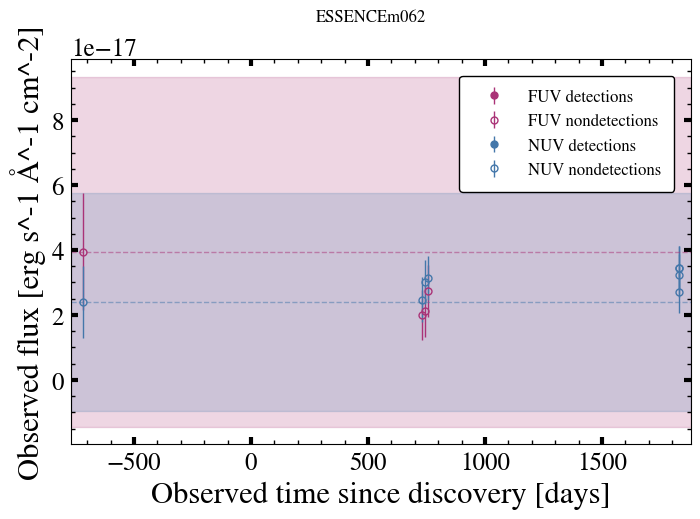 ESSENCEm062
1e−17
Observed flux [erg s^-1 Å^-1 cm^-2]
8
6
4
2
0
FUV detections
FUV nondetections
NUV detections
NUV nondetections
−500 0 500 1000 1500
Observed time since discovery [days]